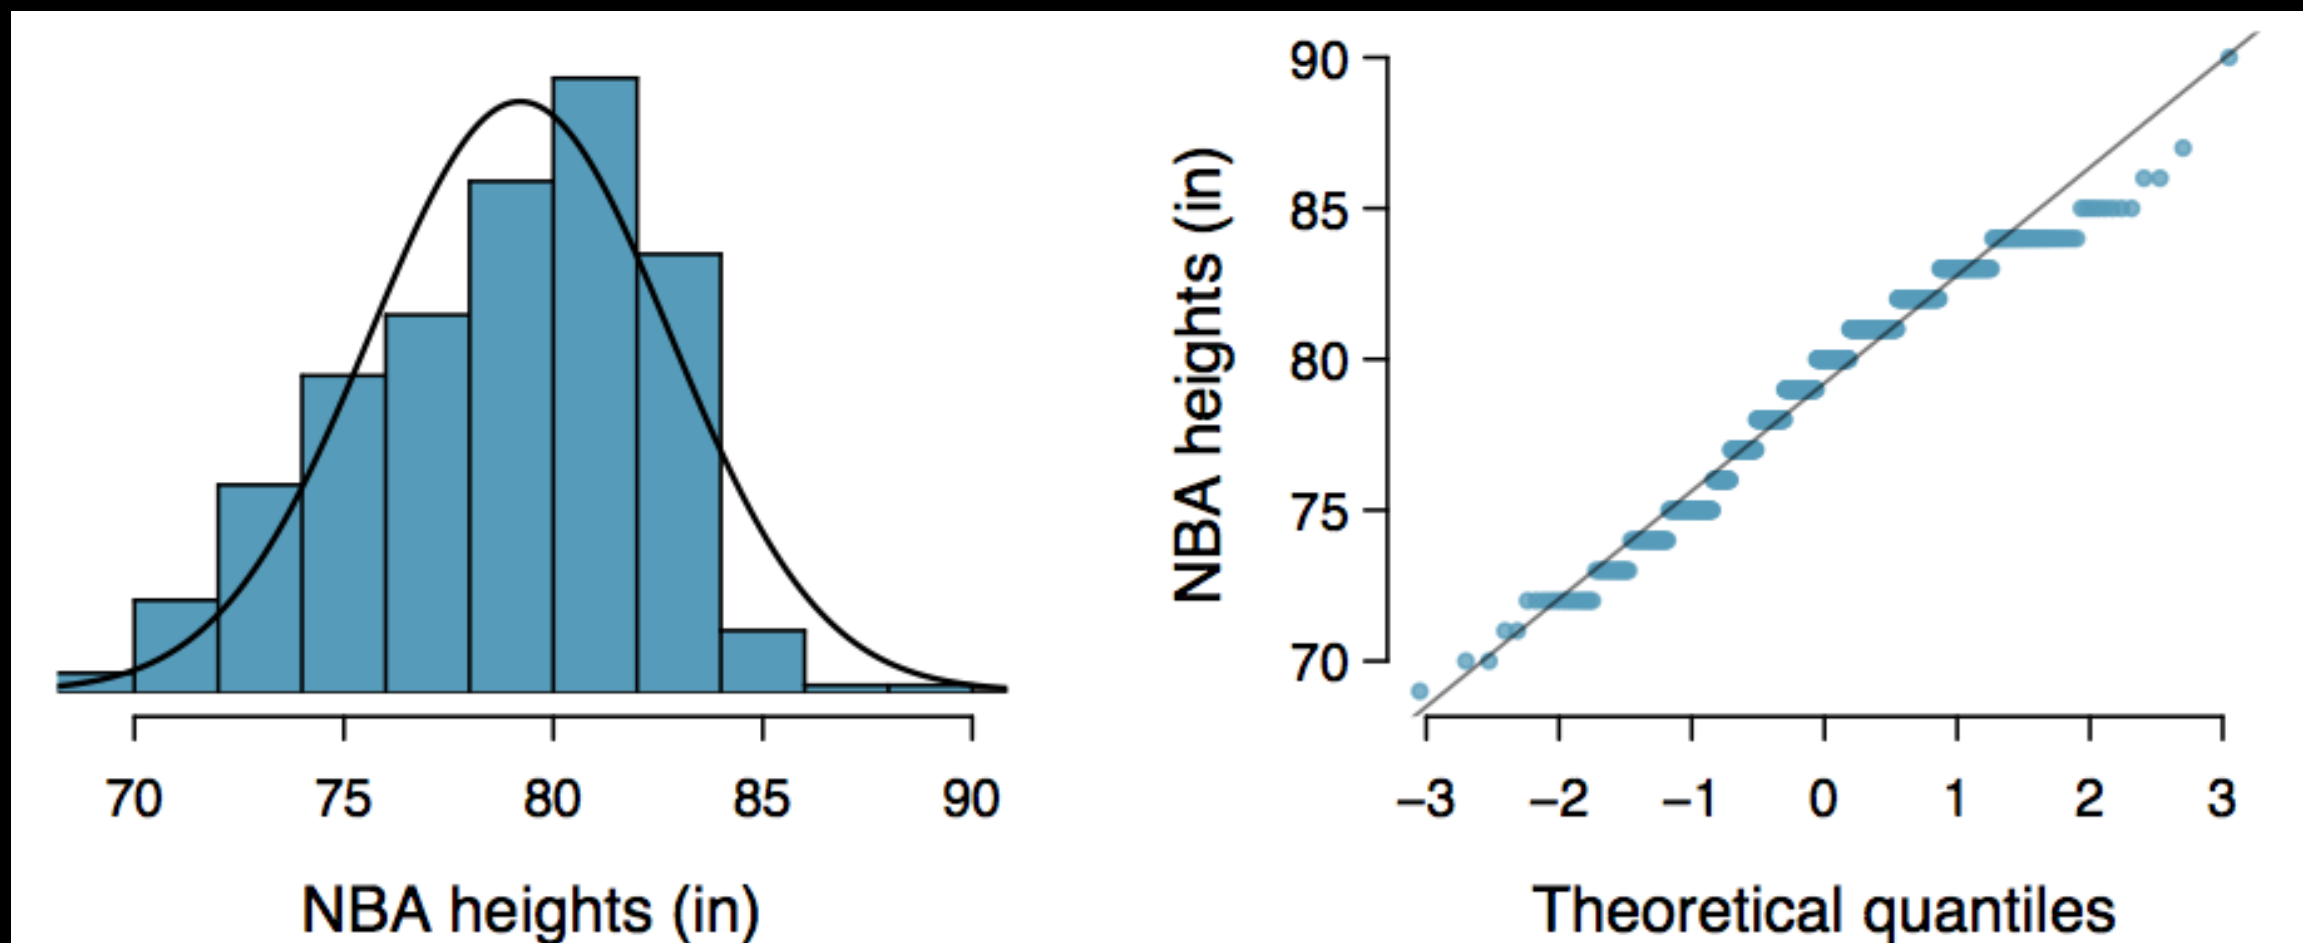 70 75 80 85 90
NBA heights (in)
NBA heights (in)
90
85
80
75
70
−3 −2 −1 0 1 2 3
Theoretical quantiles